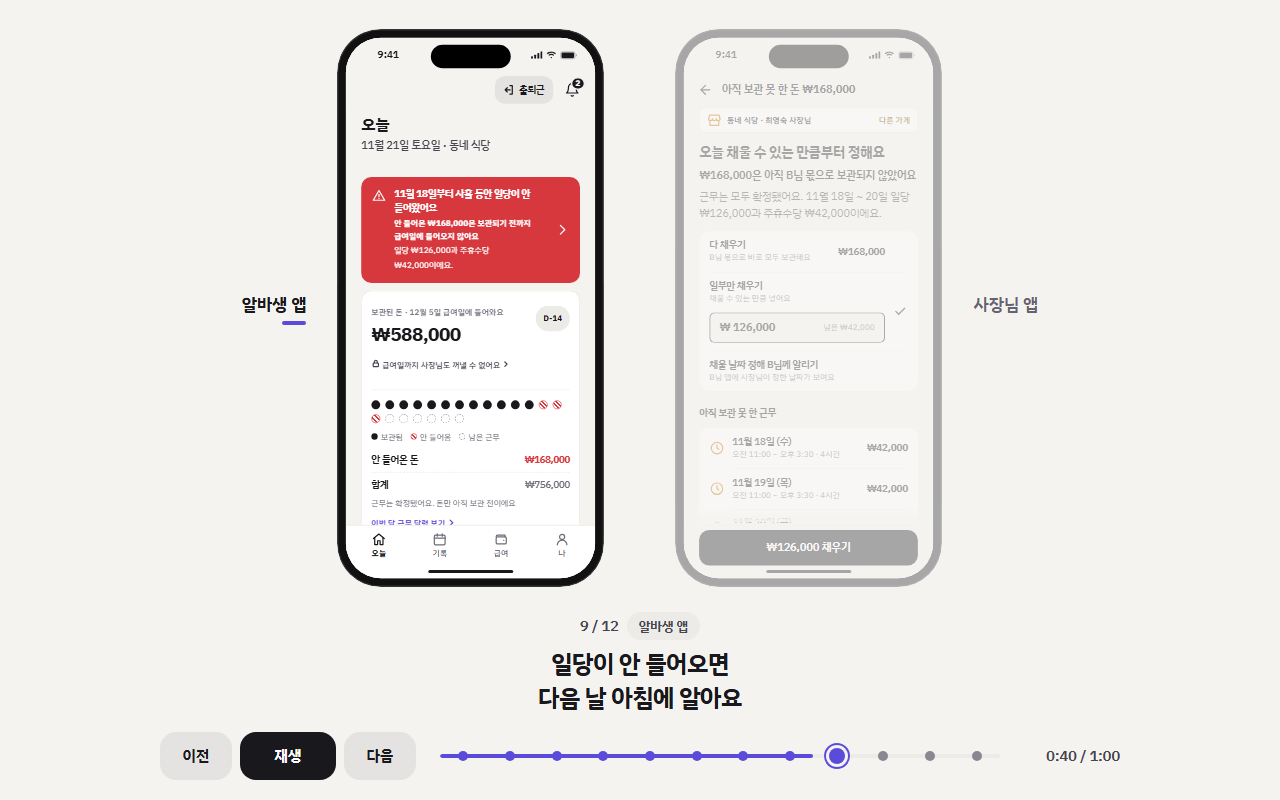 9:41
출퇴근
2
오늘
11월 21일 토요일 · 동네 식당
11월 18일부터 사흘 동안 일당이 안
들어왔어요
안 들어온 ₩168,000은 보관되기 전까지
급여일에 들어오지 않아요
일당 ₩126,000과 주휴수당
₩42,000이에요.
보관된 돈 · 12월 5일 급여일에 들어와요
D-14
₩588,000
급여일까지 사장님도 꺼낼 수 없어요
보관됨 안 들어옴 남은 근무
안 들어온 돈 ₩168,000
합계 ₩756,000
근무는 확정됐어요. 돈만 아직 보관 전이에요
이번 달 근무 달력 보기
오늘 기록 급여 나
알바생 앱
9:41
아직 보관 못 한 돈 ₩168,000
동네 식당 · 최영숙 사장님 다른 가게
오늘 채울 수 있는 만큼부터 정해요
₩168,000은 아직 B님 몫으로 보관되지 않았어요
근무는 모두 확정됐어요. 11월 18일 ~ 20일 일당
₩126,000과 주휴수당 ₩42,000이에요.
다 채우기 ₩168,000
B님 몫으로 바로 모두 보관돼요
일부만 채우기
채울 수 있는 만큼 넣어요
₩ 126,000 남은 ₩42,000
채울 날짜 정해 B님께 알리기
B님 앱에 사장님이 정한 날짜가 보여요
아직 보관 못 한 근무
11월 18일 (수) ₩42,000
오전 11:00 – 오후 3:30 · 4시간
11월 19일 (목) ₩42,000
오전 11:00 – 오후 3:30 · 4시간
₩126,000 채우기
사장님 앱
9 / 12 알바생 앱
일당이 안 들어오면
다음 날 아침에 알아요
이전 재생 다음 0:40 / 1:00